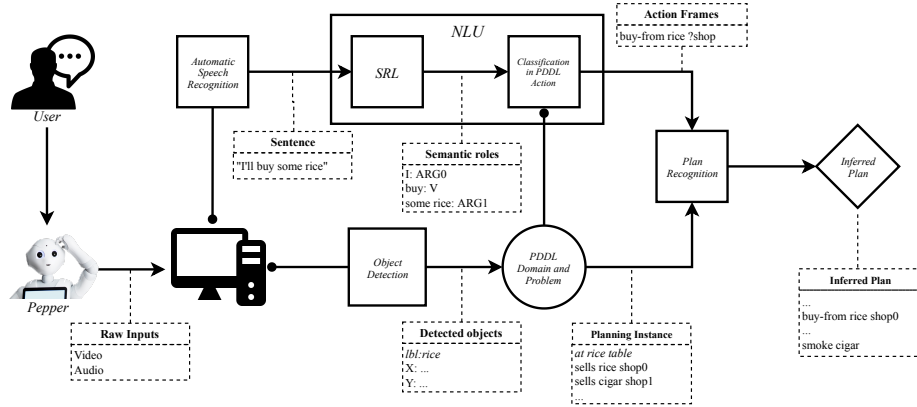 NLU
Action Frames
buy-from rice ?shop
Automatic
Speech
Recognition
SRL
Classification
in PDDL
Action
User
Sentence
"I'll buy some rice"
Semantic roles
I: ARG0
buy: V
some rice: ARG1
Plan
Recognition
Inferred
Plan
Pepper
Object
Detection
PDDL
Domain and
Problem
Raw Inputs
Video
Audio
Detected objects
lbl:rice
X: ...
Y: ...
Planning Instance
at rice table
sells rice shop0
sells cigar shop1
...
Inferred Plan
...
buy-from rice shop0
...
smoke cigar